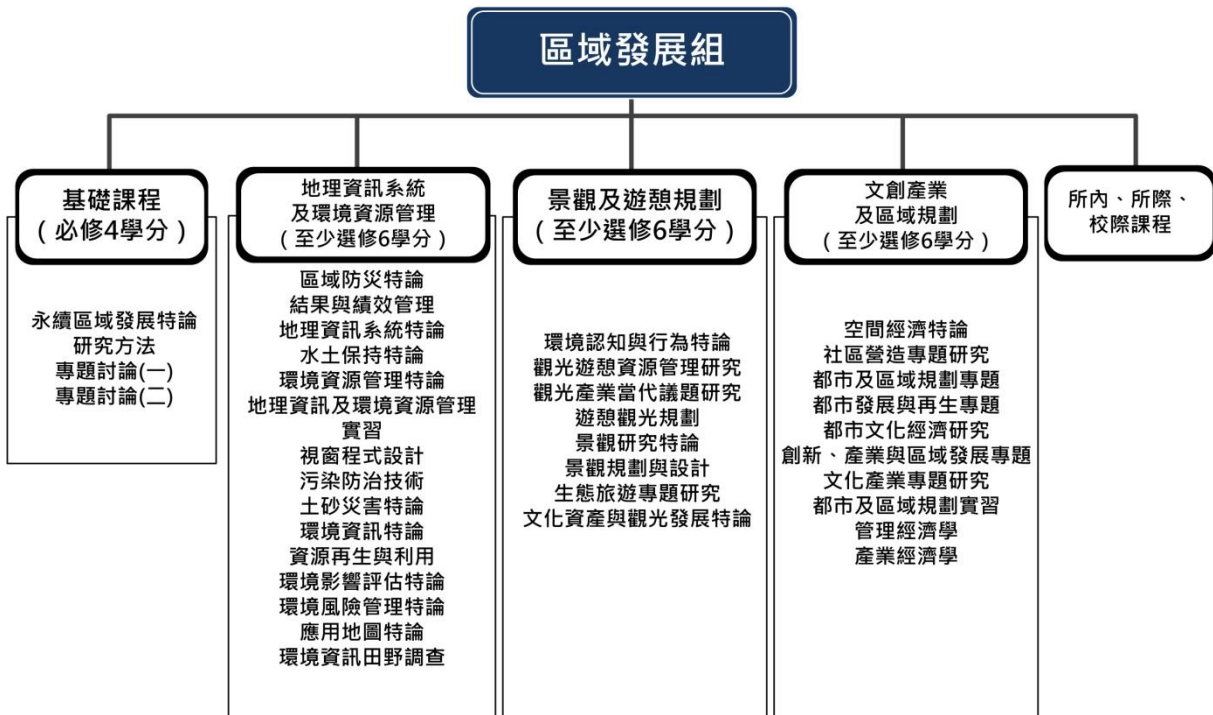 區域發展組
基礎課程
（必修4學分）
永續區域發展特論
研究方法
專題討論(一)
專題討論(二)
地理資訊系統
及環境資源管理
（至少選修6學分）
區域防災特論
結果與績效管理
地理資訊系統特論
水土保持特論
環境資源管理特論
地理資訊及環境資源管理
實習
視窗程式設計
污染防治技術
土砂災害特論
環境資訊特論
資源再生與利用
環境影響評估特論
環境風險管理特論
應用地圖特論
環境資訊田野調查
景觀及遊憩規劃
（至少選修6學分）
環境認知與行為特論
觀光遊憩資源管理研究
觀光產業當代議題研究
遊憩觀光規劃
景觀研究特論
景觀規劃與設計
生態旅遊專題研究
文化資產與觀光發展特論
文創產業
及區域規劃
（至少選修6學分）
空間經濟特論
社區營造專題研究
都市及區域規劃專題
都市發展與再生專題
都市文化經濟研究
創新、產業與區域發展專題
文化產業專題研究
都市及區域規劃實習
管理經濟學
產業經濟學
所內、所際、
校際課程